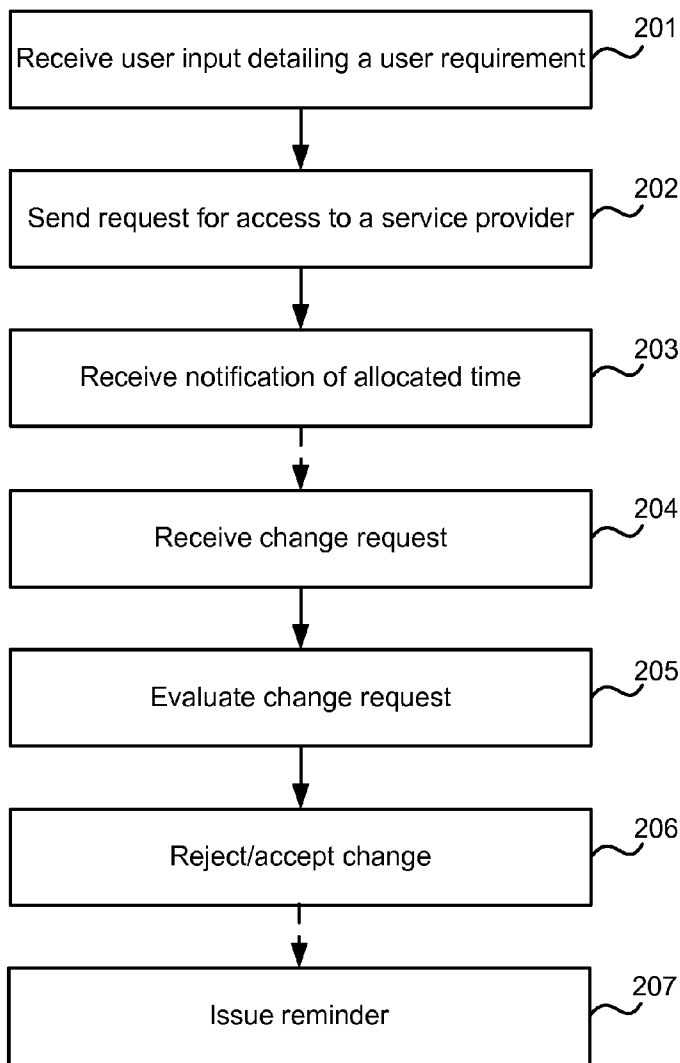 201
Receive user input detailing a user requirement
202
Send request for access to a service provider
203
Receive notification of allocated time
204
Receive change request
205
Evaluate change request
206
Reject/accept change
207
Issue reminder